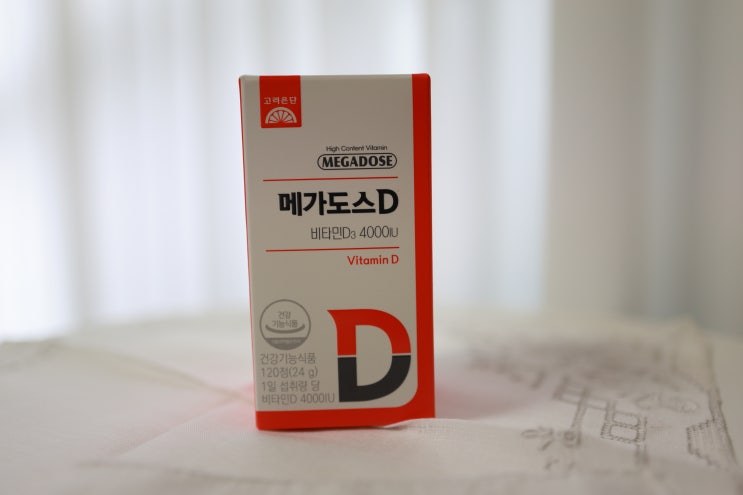 고려은단
High Content Vitamin
MEGADOSE
메가도스D
비타민D3 4000IU
Vitamin D
건강
기능식품
D
건강기능식품
120정(24 g)
1일 섭취량 당
비타민D 4000IU